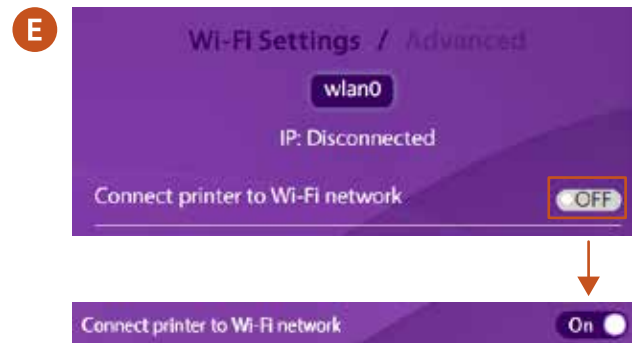 E
Wi-Fi Settings / Advanced
wlan0
IP: Disconnected
Connect printer to Wi-Fi network OFF
Connect printer to Wi-Fi network On